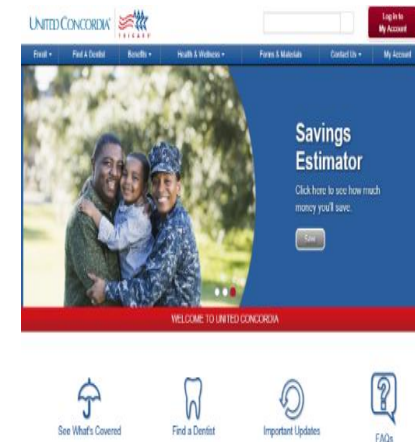 UNITED CONCORDIA
TRICARE
Log In to
My Account
Enroll
Find A Dentist
Benefits
Health & Wellness
Forms & Materials
Contact Us
My Account
Savings
Estimator
Click here to see how much
money you'll save.
WELCOME TO UNITED CONCORDIA
See What's Covered
Find a Dentist
Important Updates
FAQs